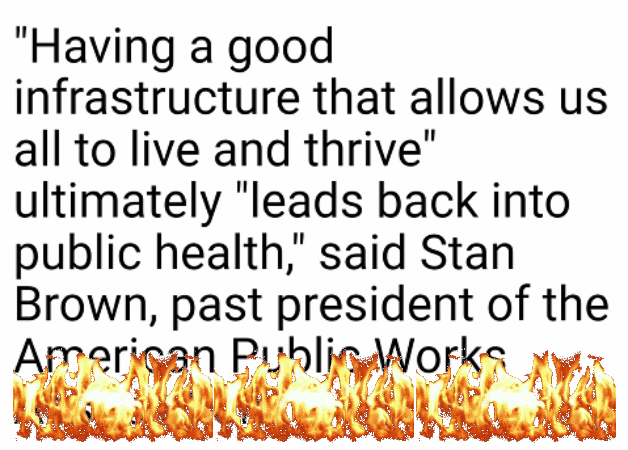 "Having a good
infrastructure that allows us
all to live and thrive"
ultimately "leads back into
public health," said Stan
Brown, past president of the
American Public Works